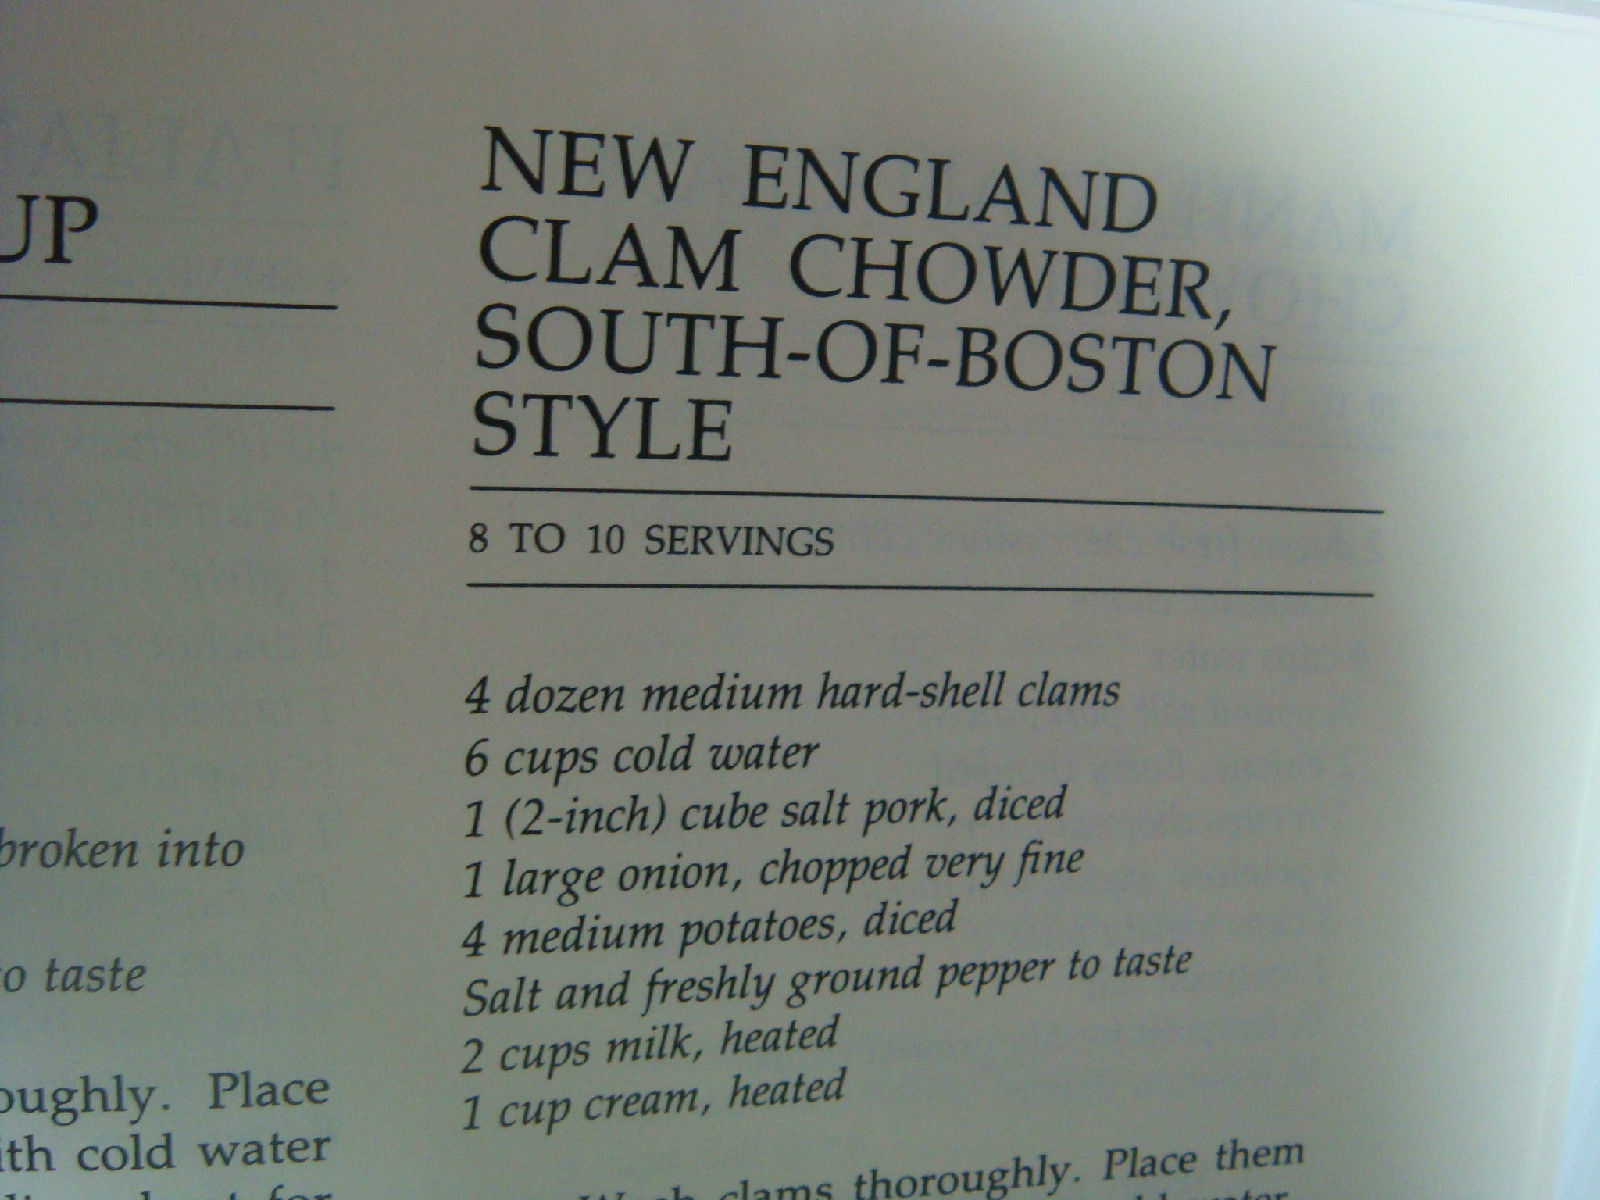 UP
broken into
o taste
oughly. Place
ith cold water
for
NEW ENGLAND
CLAM CHOWDER,
SOUTH-OF-BOSTON
STYLE
8 TO 10 SERVINGS
4 dozen medium hard-shell clams
6 cups cold water
1 (2-inch) cube salt pork, diced
1 large onion, chopped very fine
4 medium potatoes, diced
Salt and freshly ground pepper to taste
2 cups milk, heated
1 cup cream, heated
Wash clams thoroughly. Place them
water